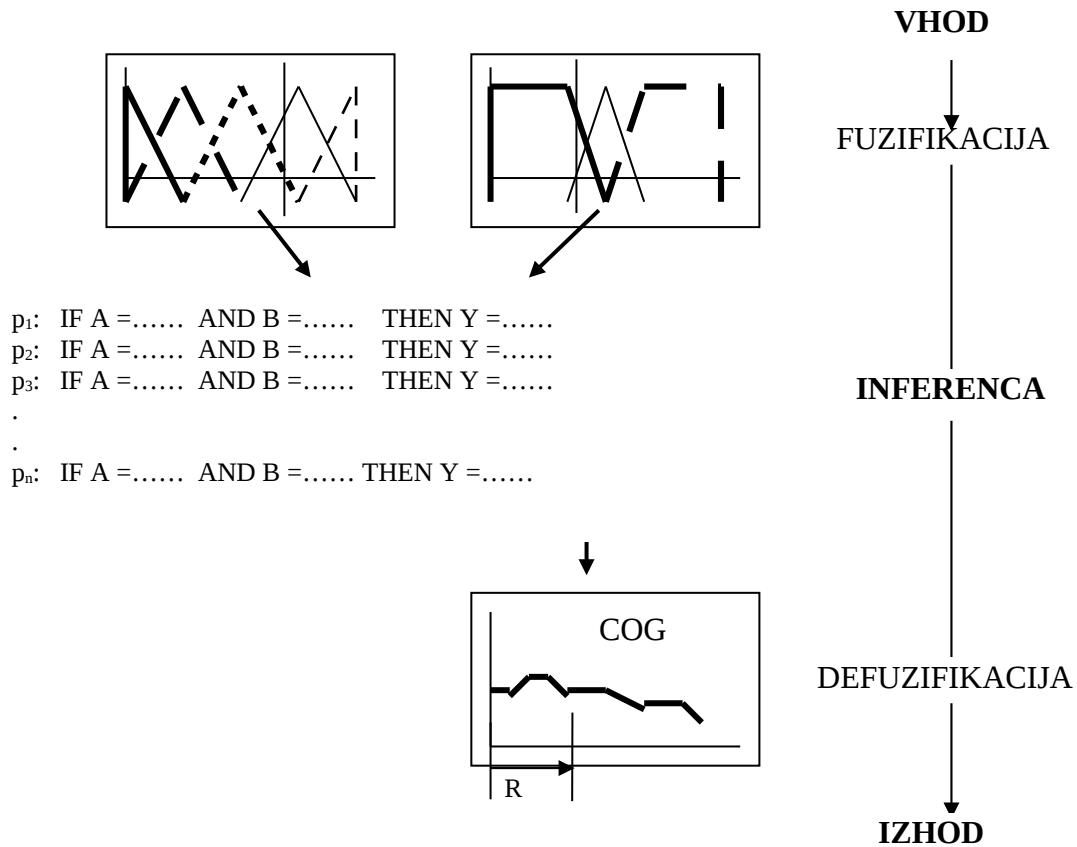 VHOD
FUZIFIKACIJA
p₁: IF A =…… AND B =…… THEN Y =……
p₂: IF A =…… AND B =…… THEN Y =……
p₃: IF A =…… AND B =…… THEN Y =……
.
.
pₙ: IF A =…… AND B =…… THEN Y =……
INFERENCA
COG
R
DEFUZIFIKACIJA
IZHOD